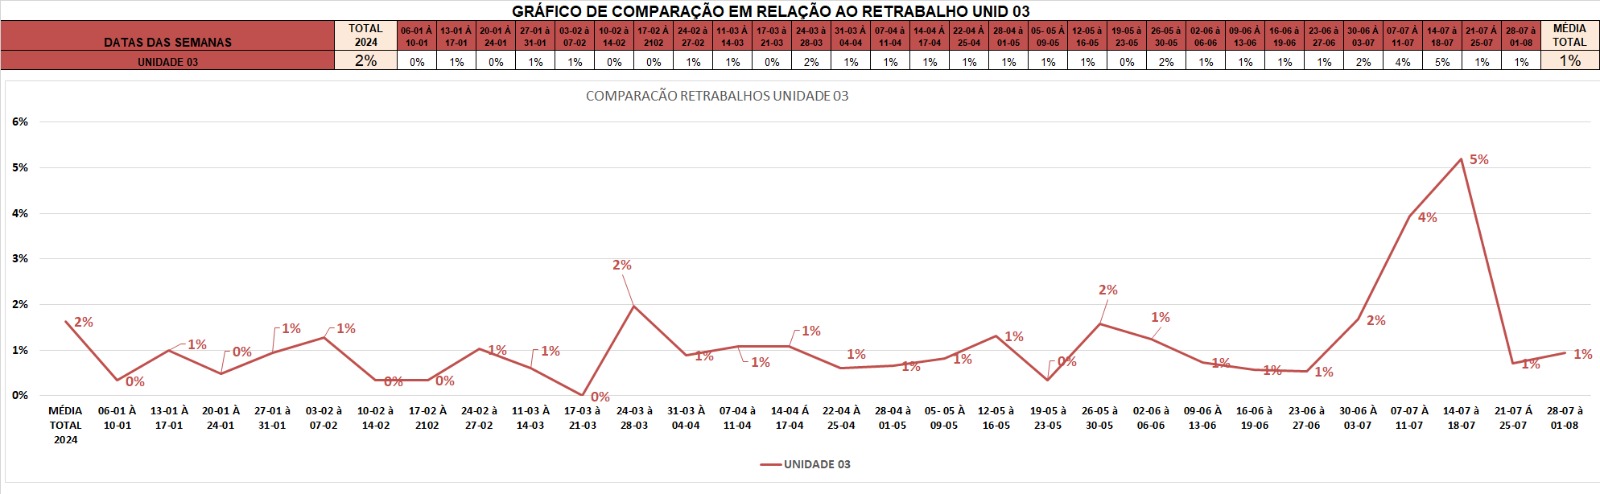 GRÁFICO DE COMPARAÇÃO EM RELAÇÃO AO RETRABALHO UNID 03
DATAS DAS SEMANAS TOTAL 2024 06-01 À 10-01 13-01 À 17-01 20-01 À 24-01 27-01 à 31-01 03-02 à 07-02 10-02 à 14-02 17-02 À 2102 24-02 à 27-02 11-03 À 14-03 17-03 à 21-03 24-03 à 28-03 31-03 À 04-04 07-04 à 11-04 14-04 À 17-04 22-04 À 25-04 28-04 à 01-05 05- 05 À 09-05 12-05 à 16-05 19-05 à 23-05 26-05 à 30-05 02-06 à 06-06 09-06 À 13-06 16-06 à 19-06 23-06 à 27-06 30-06 À 03-07 07-07 À 11-07 14-07 à 18-07 21-07 Á 25-07 28-07 à 01-08 MÉDIA TOTAL
UNIDADE 03 2% 0% 1% 0% 1% 1% 0% 0% 1% 1% 0% 2% 1% 1% 1% 1% 1% 1% 1% 0% 2% 1% 1% 1% 1% 2% 4% 5% 1% 1% 1%
COMPARACÃO RETRABALHOS UNIDADE 03
6%
5%
4%
3%
2%
1%
0%
2% 0% 1% 0% 1% 1% 0% 0% 1% 1% 0% 2% 1% 1% 1% 1% 1% 1% 1% 0% 2% 1% 1% 1% 1% 2% 4% 5% 1% 1%
MÉDIA 06-01 À 13-01 À 20-01 À 27-01 à 03-02 à 10-02 à 17-02 À 24-02 à 11-03 À 17-03 à 24-03 à 31-03 À 07-04 à 14-04 Á 22-04 À 28-04 à 05- 05 À 12-05 à 19-05 à 26-05 à 02-06 à 09-06 À 16-06 à 23-06 à 30-06 À 07-07 À 14-07 à 21-07 Á 28-07 à
TOTAL 10-01 17-01 24-01 31-01 07-02 14-02 2102 27-02 14-03 21-03 28-03 04-04 11-04 17-04 25-04 01-05 09-05 16-05 23-05 30-05 06-06 13-06 19-06 27-06 03-07 11-07 18-07 25-07 01-08
2024
UNIDADE 03